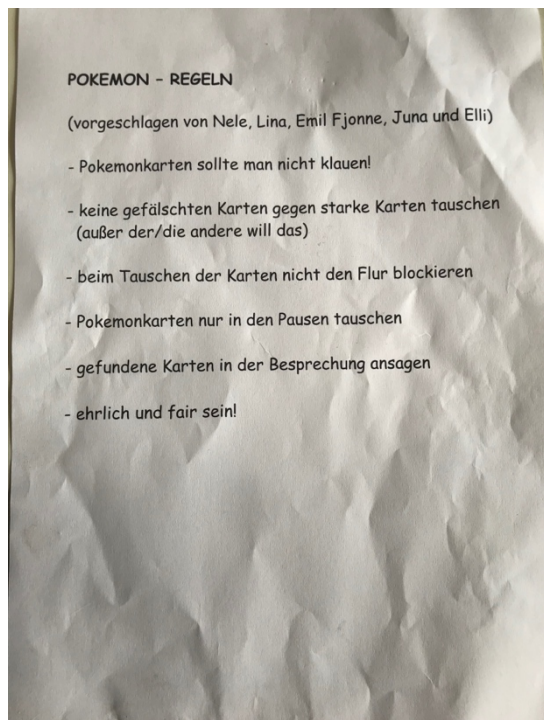 POKEMON - REGELN
(vorgeschlagen von Nele, Lina, Emil Fjonne, Juna und Elli)
- Pokemonkarten sollte man nicht klauen!
- keine gefälschten Karten gegen starke Karten tauschen
(außer der/die andere will das)
- beim Tauschen der Karten nicht den Flur blockieren
- Pokemonkarten nur in den Pausen tauschen
- gefundene Karten in der Besprechung ansagen
- ehrlich und fair sein!